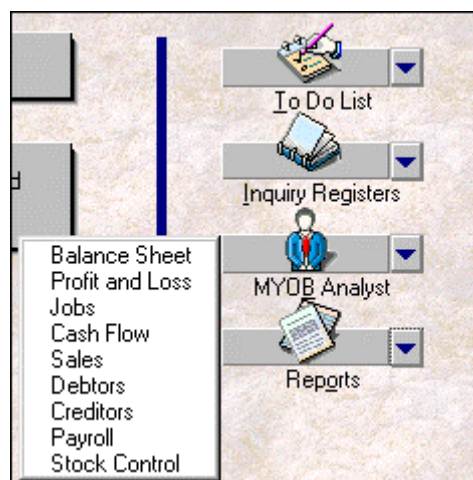 To Do List
Inquiry Registers
d
MYOB Analyst
Reports
Balance Sheet
Profit and Loss
Jobs
Cash Flow
Sales
Debtors
Creditors
Payroll
Stock Control